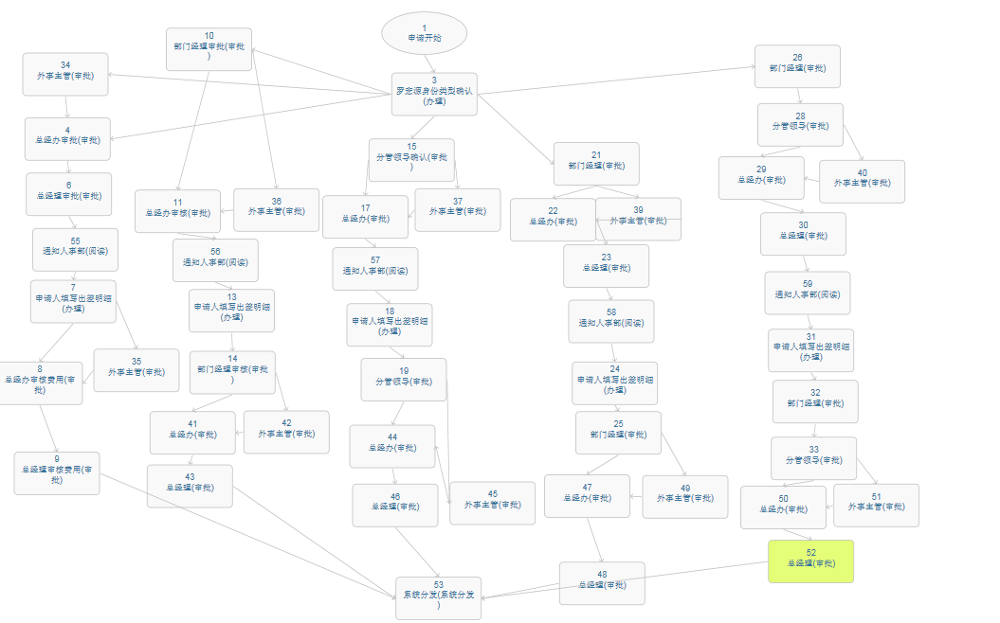 1
申请开始
10
部门经理审批(审批
)
34
外事主管(审批)
3
罗宏源身份类型确认
(办理)
26
部门经理(审批)
4
总经办审批(审批)
28
分管领导(审批)
15
分管领导确认(审批
)
21
部门经理(审批)
29
总经办(审批)
40
外事主管(审批)
6
总经理审批(审批)
11
总经办审核(审批)
36
外事主管(审批)
17
总经办(审批)
37
外事主管(审批)
22
总经办(审批)
39
外事主管(审批)
30
总经理(审批)
55
通知人事部(阅读)
56
通知人事部(阅读)
57
通知人事部(阅读)
23
总经理(审批)
59
通知人事部(阅读)
7
申请人填写出差明细
(办理)
13
申请人填写出差明细
(办理)
18
申请人填写出差明细
(办理)
58
通知人事部(阅读)
31
申请人填写出差明细
(办理)
8
总经办审核费用(审
批)
35
外事主管(审批)
14
部门经理审核(审批
)
19
分管领导(审批)
24
申请人填写出差明细
(办理)
32
部门经理(审批)
41
总经办(审批)
42
外事主管(审批)
44
总经办(审批)
25
部门经理(审批)
33
分管领导(审批)
9
总经理审核费用(审
批)
43
总经理(审批)
46
总经理(审批)
45
外事主管(审批)
47
总经办(审批)
49
外事主管(审批)
50
总经办(审批)
51
外事主管(审批)
52
总经理(审批)
53
系统分发(系统分发
)
48
总经理(审批)